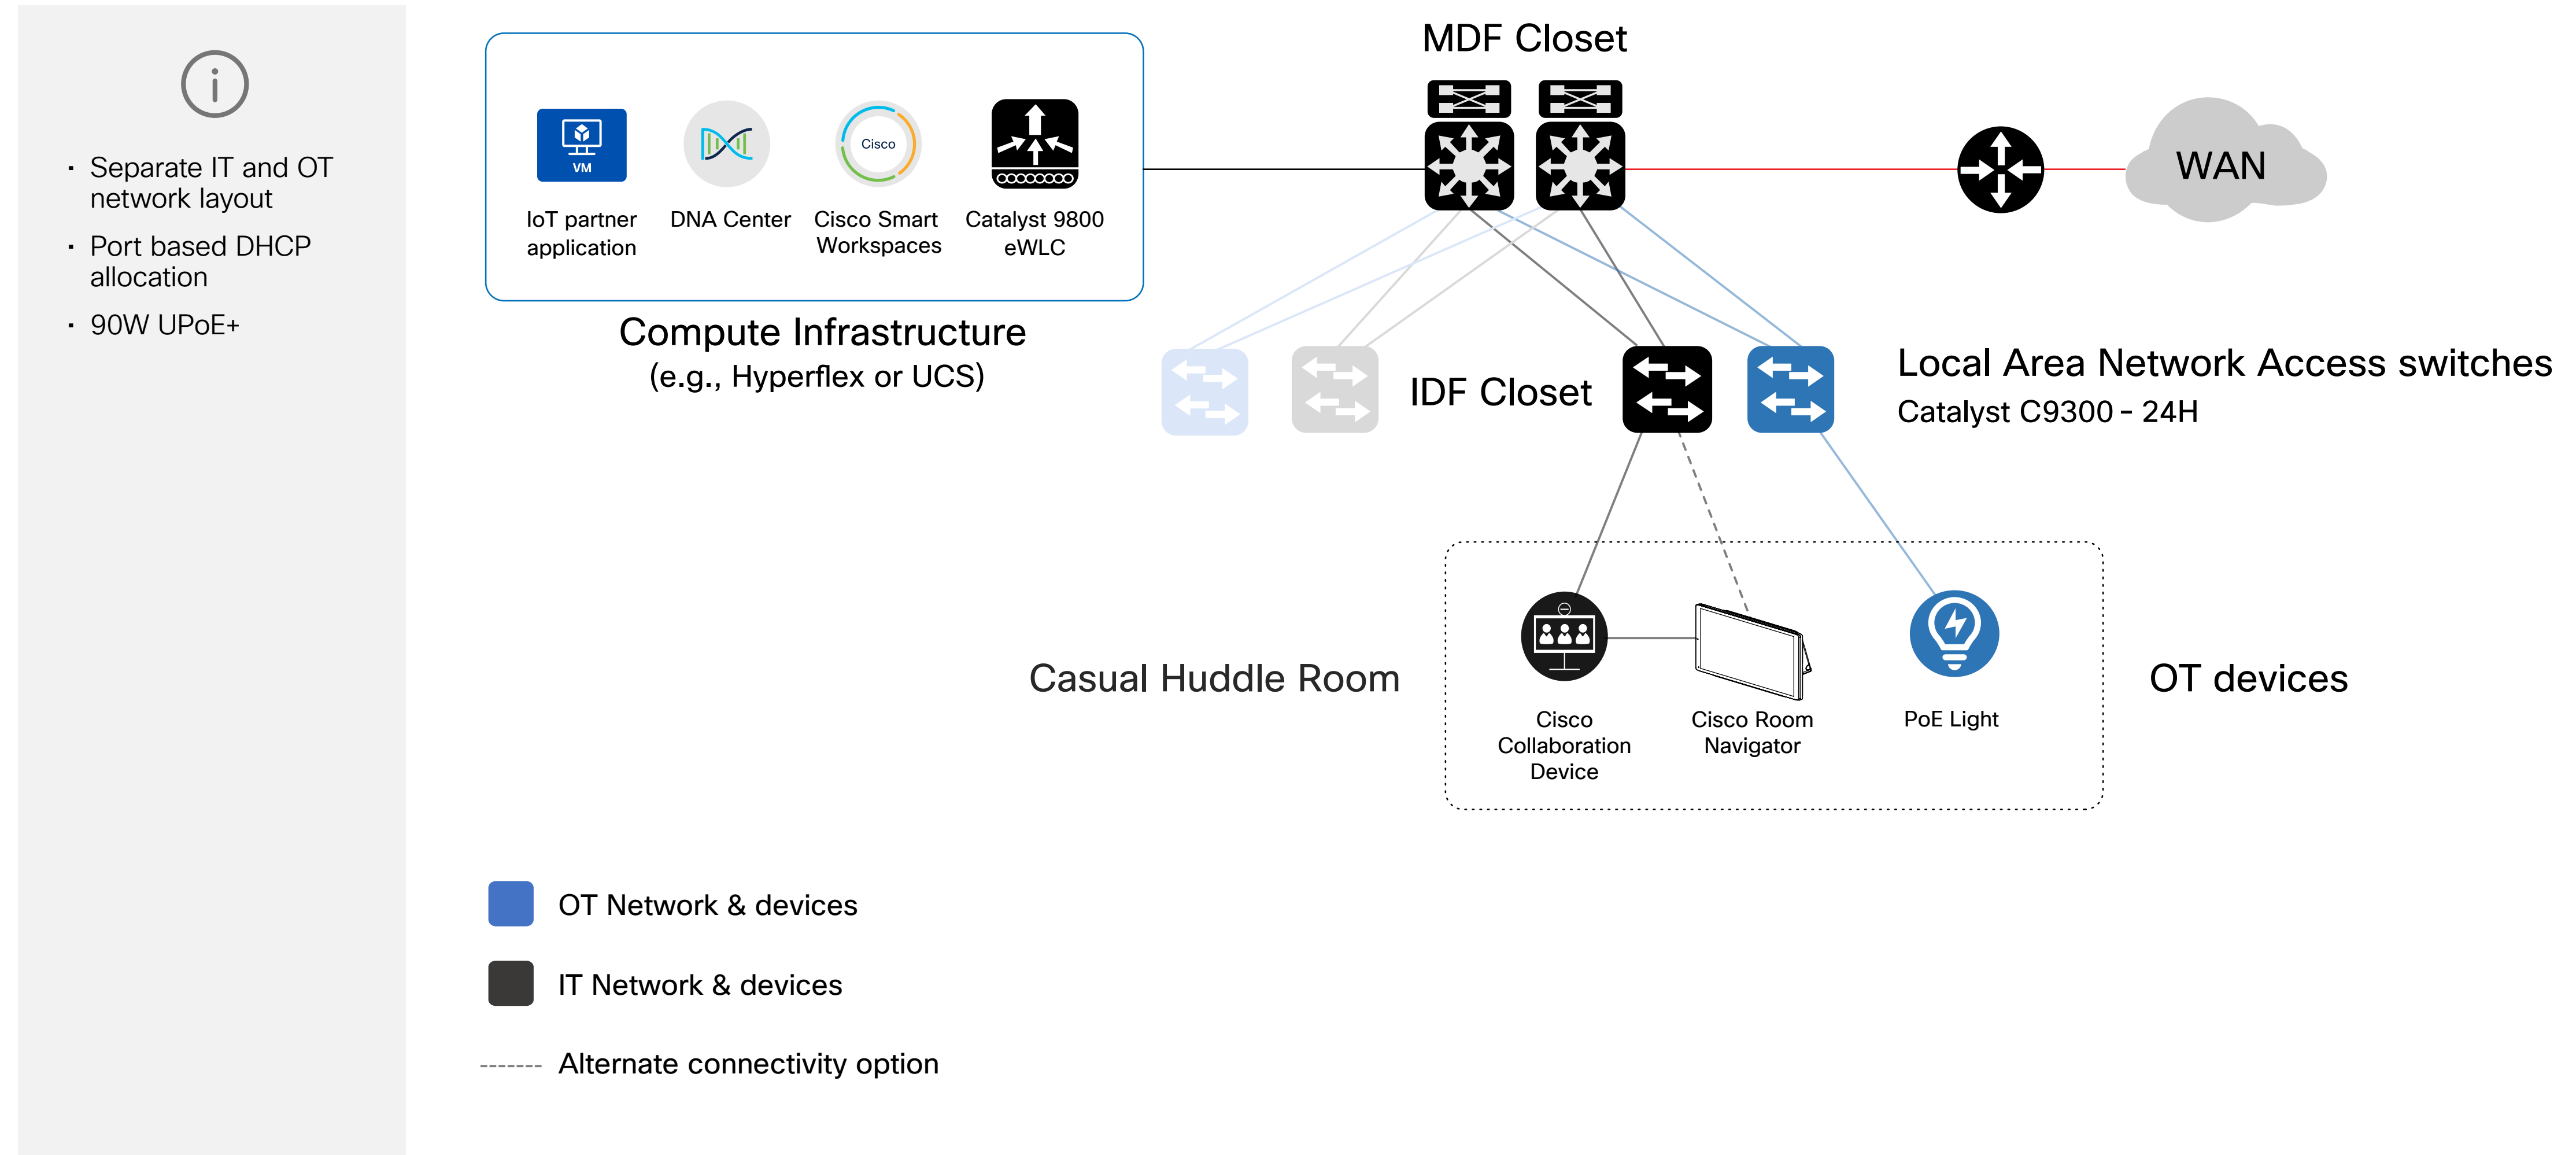 · Separate IT and OT
network layout
· Port based DHCP
allocation
· 90W UPoE+
MDF Closet
VM
Cisco
IoT partner
application
DNA Center
Cisco Smart
Workspaces
Catalyst 9800
eWLC
WAN
Compute Infrastructure
(e.g., Hyperflex or UCS)
IDF Closet
Local Area Network Access switches
Catalyst C9300 - 24H
Casual Huddle Room
Cisco
Collaboration
Device
Cisco Room
Navigator
PoE Light
OT devices
OT Network & devices
IT Network & devices
Alternate connectivity option